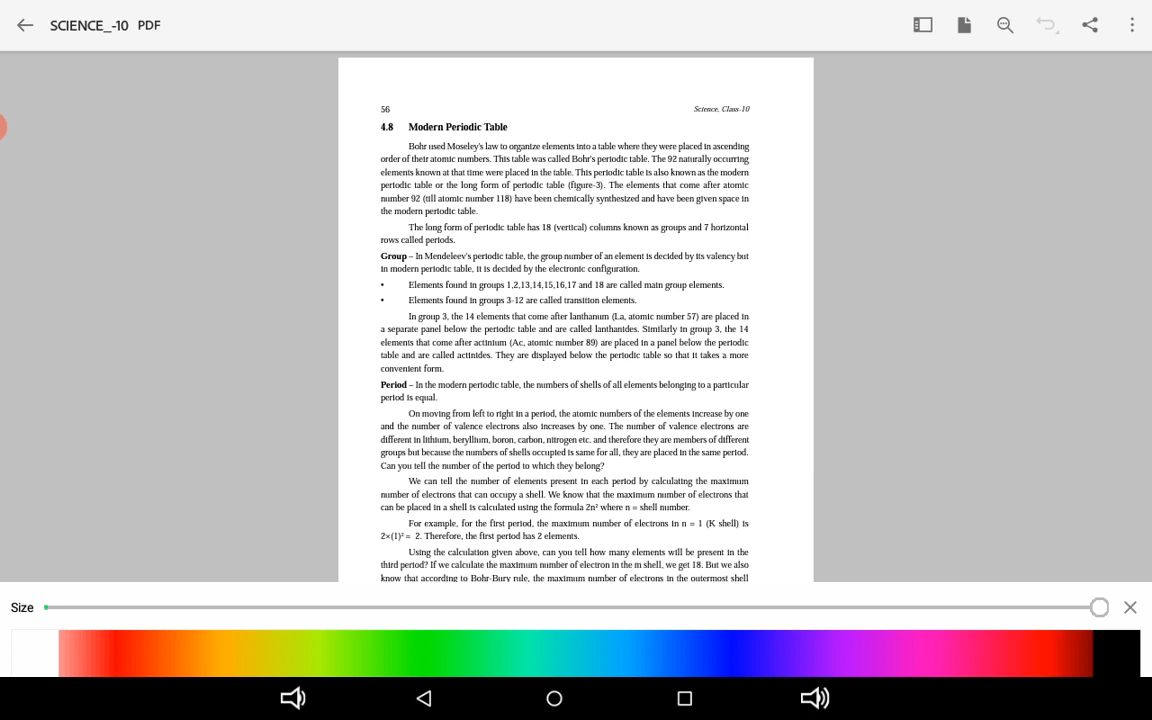 SCIENCE_-10 PDF
56 Science, Class-10
4.8 Modern Periodic Table
Bohr used Moseley's law to organize elements into a table where they were placed in ascending
order of their atomic numbers. This table was called Bohr's periodic table. The 92 naturally occurring
elements known at that time were placed in the table. This periodic table is also known as the modern
periodic table or the long form of periodic table (figure-3). The elements that come after atomic
number 92 (till atomic number 118) have been chemically synthesized and have been given space in
the modern periodic table.
The long form of periodic table has 18 (vertical) columns known as groups and 7 horizontal
rows called periods.
Group – In Mendeleev's periodic table, the group number of an element is decided by its valency but
in modern periodic table, it is decided by the electronic configuration.
• Elements found in groups 1,2,13,14,15,16,17 and 18 are called main group elements.
• Elements found in groups 3-12 are called transition elements.
In group 3, the 14 elements that come after lanthanum (La, atomic number 57) are placed in
a separate panel below the periodic table and are called lanthanides. Similarly in group 3, the 14
elements that come after actinium (Ac, atomic number 89) are placed in a panel below the periodic
table and are called actinides. They are displayed below the periodic table so that it takes a more
convenient form.
Period – In the modern periodic table, the numbers of shells of all elements belonging to a particular
period is equal.
On moving from left to right in a period, the atomic numbers of the elements increase by one
and the number of valence electrons also increases by one. The number of valence electrons are
different in lithium, beryllium, boron, carbon, nitrogen etc. and therefore they are members of different
groups but because the numbers of shells occupied is same for all, they are placed in the same period.
Can you tell the number of the period to which they belong?
We can tell the number of elements present in each period by calculating the maximum
number of electrons that can occupy a shell. We know that the maximum number of electrons that
can be placed in a shell is calculated using the formula 2n² where n = shell number.
For example, for the first period, the maximum number of electrons in n = 1 (K shell) is
2×(1)² = 2. Therefore, the first period has 2 elements.
Using the calculation given above, can you tell how many elements will be present in the
third period? If we calculate the maximum number of electron in the m shell, we get 18. But we also
know that according to Bohr-Bury rule, the maximum number of electrons in the outermost shell
Size